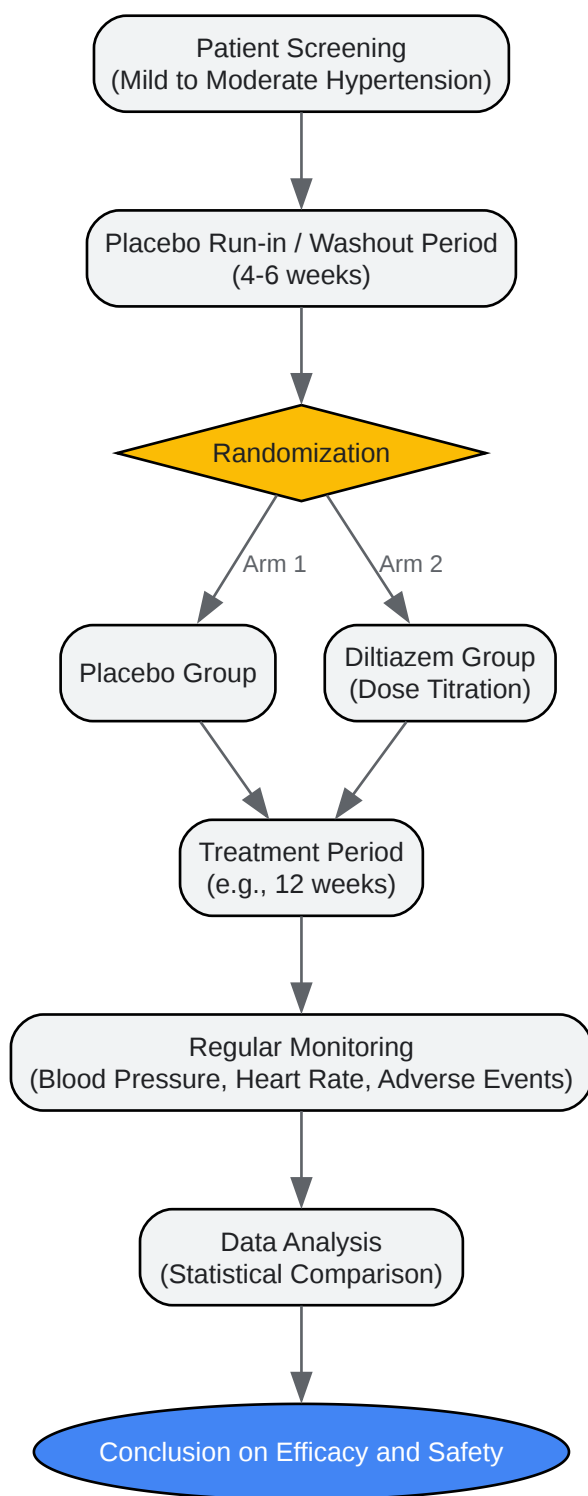 Patient Screening
(Mild to Moderate Hypertension)
Placebo Run-in / Washout Period
(4-6 weeks)
Randomization
Arm 1
Arm 2
Placebo Group
Diltiazem Group
(Dose Titration)
Treatment Period
(e.g., 12 weeks)
Regular Monitoring
(Blood Pressure, Heart Rate, Adverse Events)
Data Analysis
(Statistical Comparison)
Conclusion on Efficacy and Safety